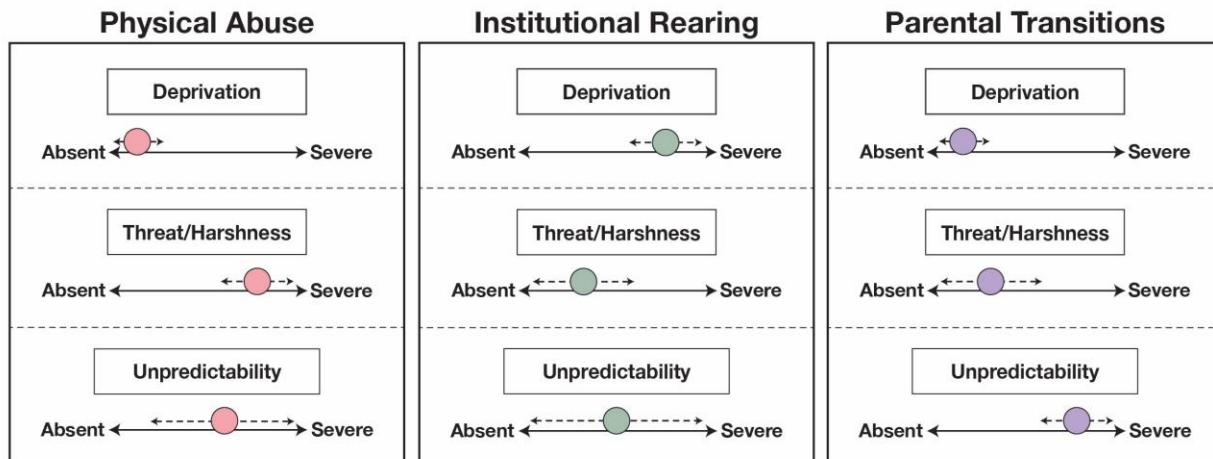 Physical Abuse
Deprivation
Absent Severe
Threat/Harshness
Absent Severe
Unpredictability
Absent Severe
Institutional Rearing
Deprivation
Absent Severe
Threat/Harshness
Absent Severe
Unpredictability
Absent Severe
Parental Transitions
Deprivation
Absent Severe
Threat/Harshness
Absent Severe
Unpredictability
Absent Severe